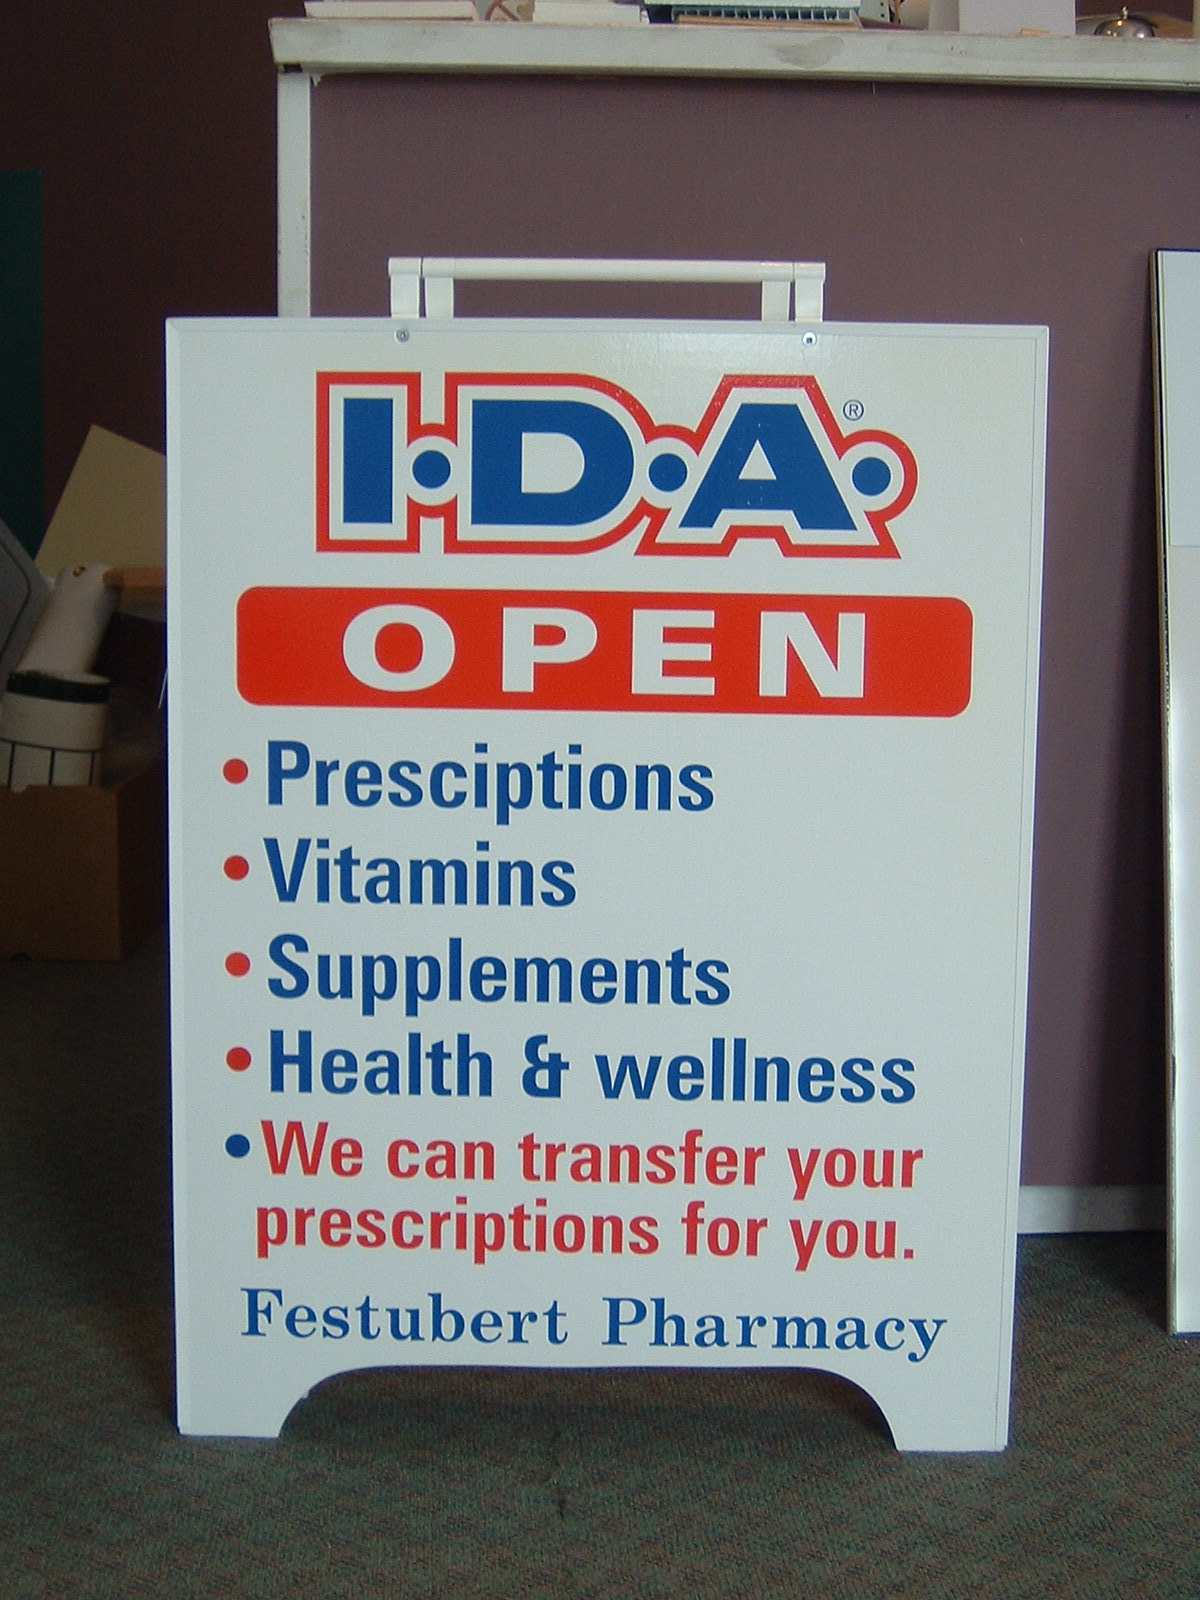 I·D·A·®
OPEN
• Presciptions
• Vitamins
• Supplements
• Health & wellness
• We can transfer your
prescriptions for you.
Festubert Pharmacy